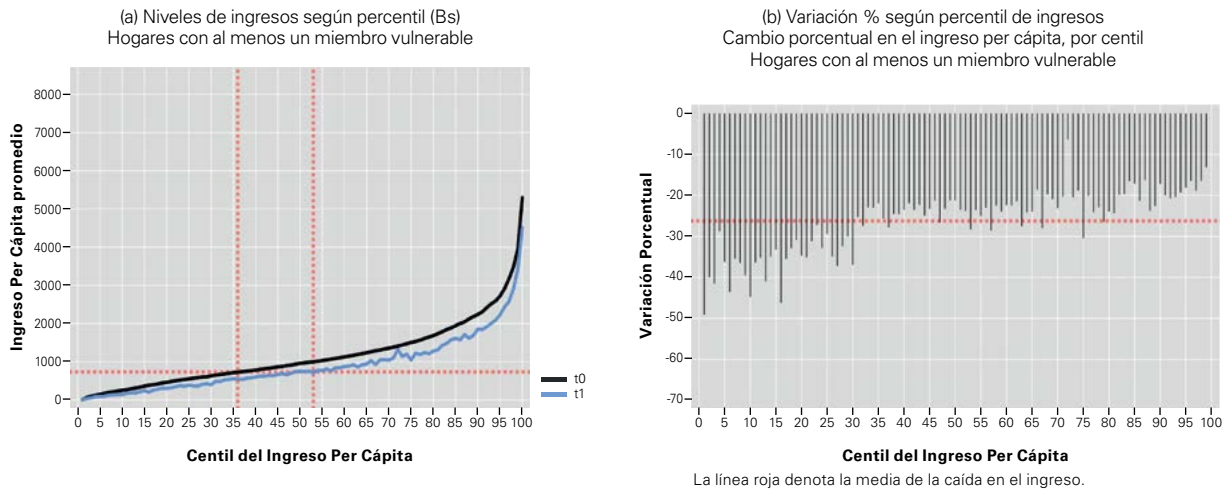 (a) Niveles de ingresos según percentil (Bs)
Hogares con al menos un miembro vulnerable
Ingreso Per Cápita promedio
8000
7000
6000
5000
4000
3000
2000
1000
0
0 5 10 15 20 25 30 35 40 45 50 55 60 65 70 75 80 85 90 95 100
Centil del Ingreso Per Cápita
t0
t1
(b) Variación % según percentil de ingresos
Cambio porcentual en el ingreso per cápita, por centil
Hogares con al menos un miembro vulnerable
Variación Porcentual
0
-10
-20
-30
-40
-50
-60
-70
0 5 10 15 20 25 30 35 40 45 50 55 60 65 70 75 80 85 90 95 100
Centil del Ingreso Per Cápita
La línea roja denota la media de la caída en el ingreso.